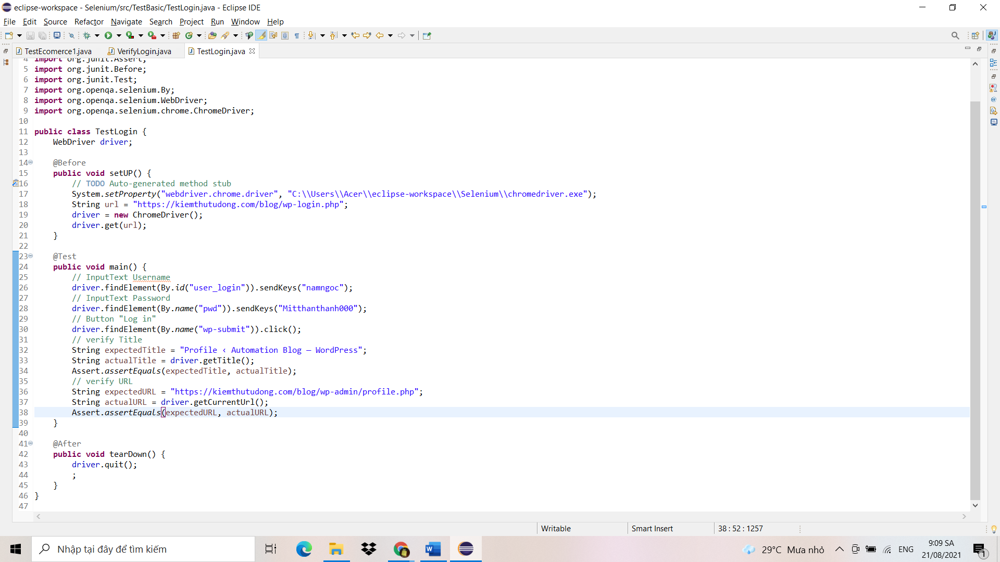 eclipse-workspace - Selenium/src/TestBasic/TestLogin.java - Eclipse IDE
File Edit Source Refactor Navigate Search Project Run Window Help
TestEcomerce1.java VerifyLogin.java TestLogin.java
4 import org.junit.Assert;
5 import org.junit.Before;
6 import org.junit.Test;
7 import org.openqa.selenium.By;
8 import org.openqa.selenium.WebDriver;
9 import org.openqa.selenium.chrome.ChromeDriver;
10
11 public class TestLogin {
12 WebDriver driver;
13
14 @Before
15 public void setUP() {
16 // TODO Auto-generated method stub
17 System.setProperty("webdriver.chrome.driver", "C:\\Users\\Acer\\eclipse-workspace\\Selenium\\chromedriver.exe");
18 String url = "https://kiemthutudong.com/blog/wp-login.php";
19 driver = new ChromeDriver();
20 driver.get(url);
21 }
22
23 @Test
24 public void main() {
25 // InputText Username
26 driver.findElement(By.id("user_login")).sendKeys("namngoc");
27 // InputText Password
28 driver.findElement(By.name("pwd")).sendKeys("Mitthanthanh000");
29 // Button "Log in"
30 driver.findElement(By.name("wp-submit")).click();
31 // verify Title
32 String expectedTitle = "Profile ‹ Automation Blog — WordPress";
33 String actualTitle = driver.getTitle();
34 Assert.assertEquals(expectedTitle, actualTitle);
35 // verify URL
36 String expectedURL = "https://kiemthutudong.com/blog/wp-admin/profile.php";
37 String actualURL = driver.getCurrentUrl();
38 Assert.assertEquals(expectedURL, actualURL);
39 }
40
41 @After
42 public void tearDown() {
43 driver.quit();
44 ;
45 }
46 }
47
Writable Smart Insert 38 : 52 : 1257
Nhập tại đây để tìm kiếm
29°C Mưa nhỏ ENG
9:09 SA
21/08/2021
1